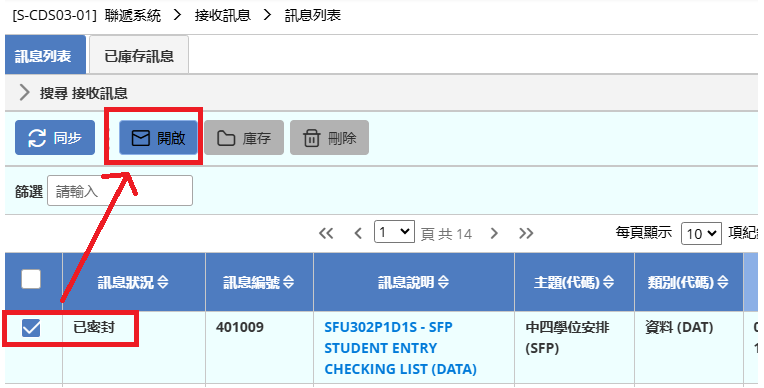 [S-CDS03-01] 聯遞系統 > 接收訊息 > 訊息列表
訊息列表 已庫存訊息
搜尋 接收訊息
同步 開啟 庫存 刪除
篩選 請輸入
1 頁 共 14 每頁顯示 10 項紀
訊息狀況 訊息編號 訊息說明 主題(代碼) 類別(代碼)
已密封 401009 SFU302P1D1S - SFP 中四學位安排 資料 (DAT)
STUDENT ENTRY (SFP)
CHECKING LIST (DATA)